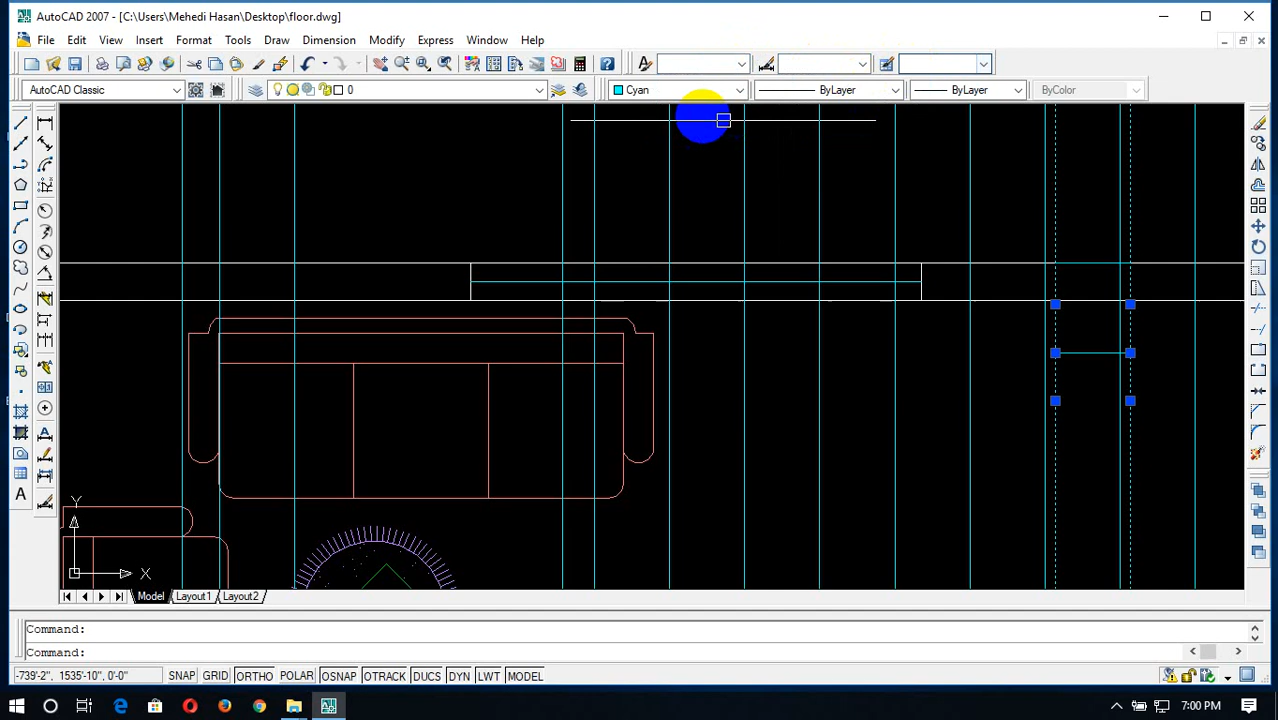 AutoCAD 2007 - [C:\Users\Mehedi Hasan\Desktop\floor.dwg]
File Edit View Insert Format Tools Draw Dimension Modify Express Window Help
AutoCAD Classic 0 Cyan ByLayer ByLayer ByColor
Y
X
Model Layout1 Layout2
Command:
Command:
-739'-2", 1535'-10", 0'-0" SNAP GRID ORTHO POLAR OSNAP OTRACK DUCS DYN LWT MODEL
7:00 PM